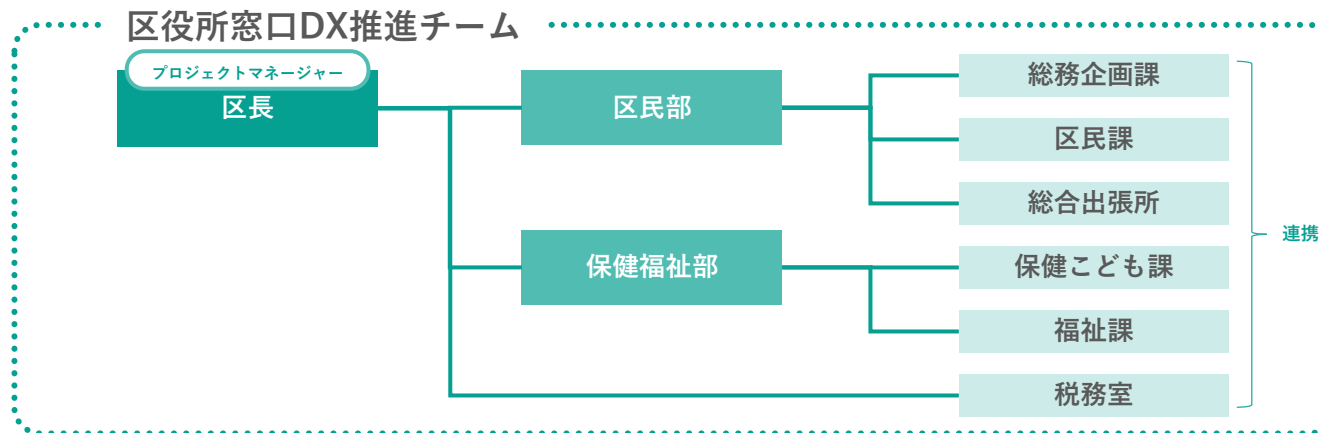 区役所窓口DX推進チーム
プロジェクトマネージャー
区長
区民部
保健福祉部
総務企画課
区民課
総合出張所
保健こども課
福祉課
税務室
連携